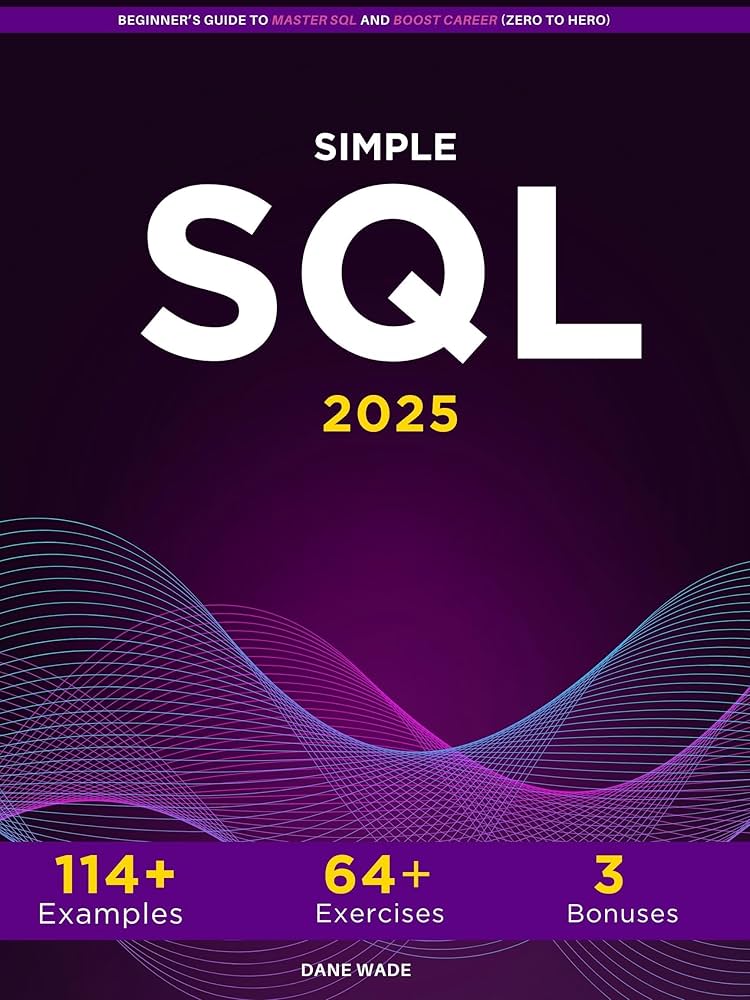 BEGINNER'S GUIDE TO MASTER SQL AND BOOST CAREER (ZERO TO HERO)
SIMPLE
SQL
2025
114+ 64+ 3
Examples Exercises Bonuses
DANE WADE